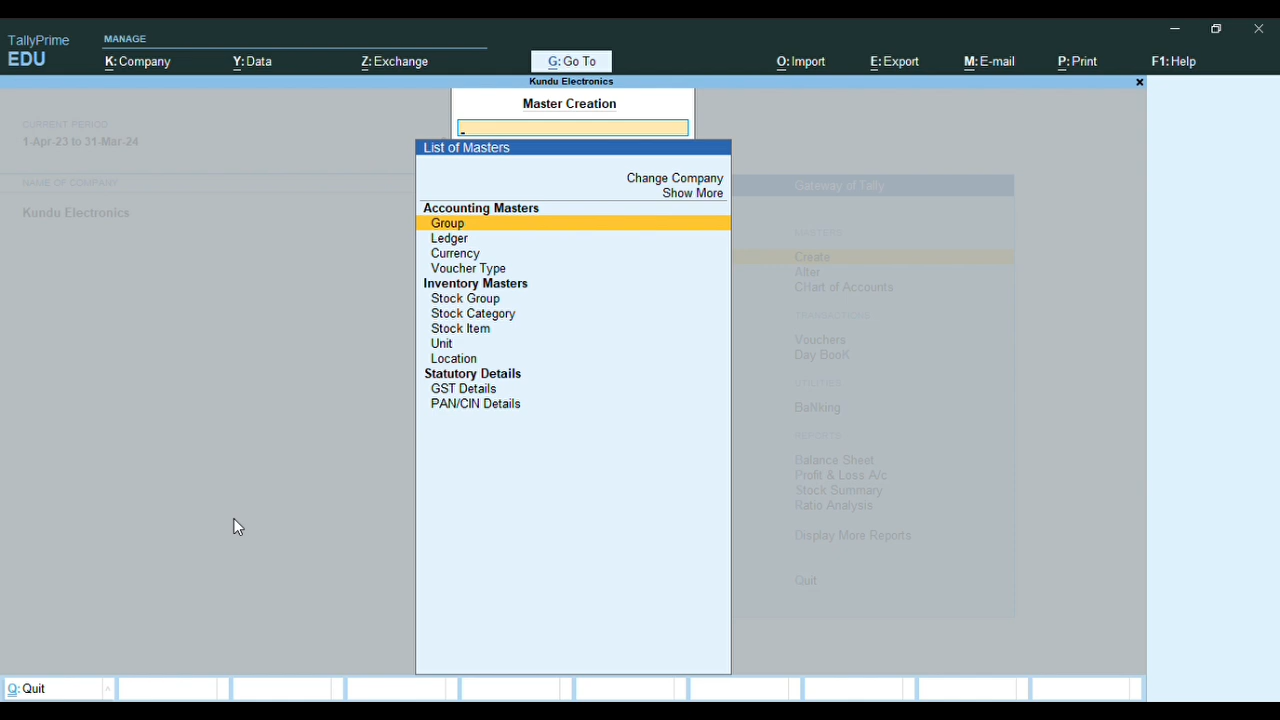 TallyPrime
EDU
MANAGE
K: Company
Y: Data
Z: Exchange
G: Go To
O: Import
E: Export
M: E-mail
P: Print
F1: Help
Kundu Electronics
Master Creation
List of Masters
Change Company
Show More
Accounting Masters
Group
Ledger
Currency
Voucher Type
Inventory Masters
Stock Group
Stock Category
Stock Item
Unit
Location
Statutory Details
GST Details
PAN/CIN Details
CURRENT PERIOD
1-Apr-23 to 31-Mar-24
NAME OF COMPANY
Kundu Electronics
Gateway of Tally
MASTERS
Create
Alter
CHart of Accounts
TRANSACTIONS
Vouchers
Day BooK
UTILITIES
BaNking
REPORTS
Balance Sheet
Profit & Loss A/c
Stock Summary
Ratio Analysis
Display More Reports
Quit
Q: Quit